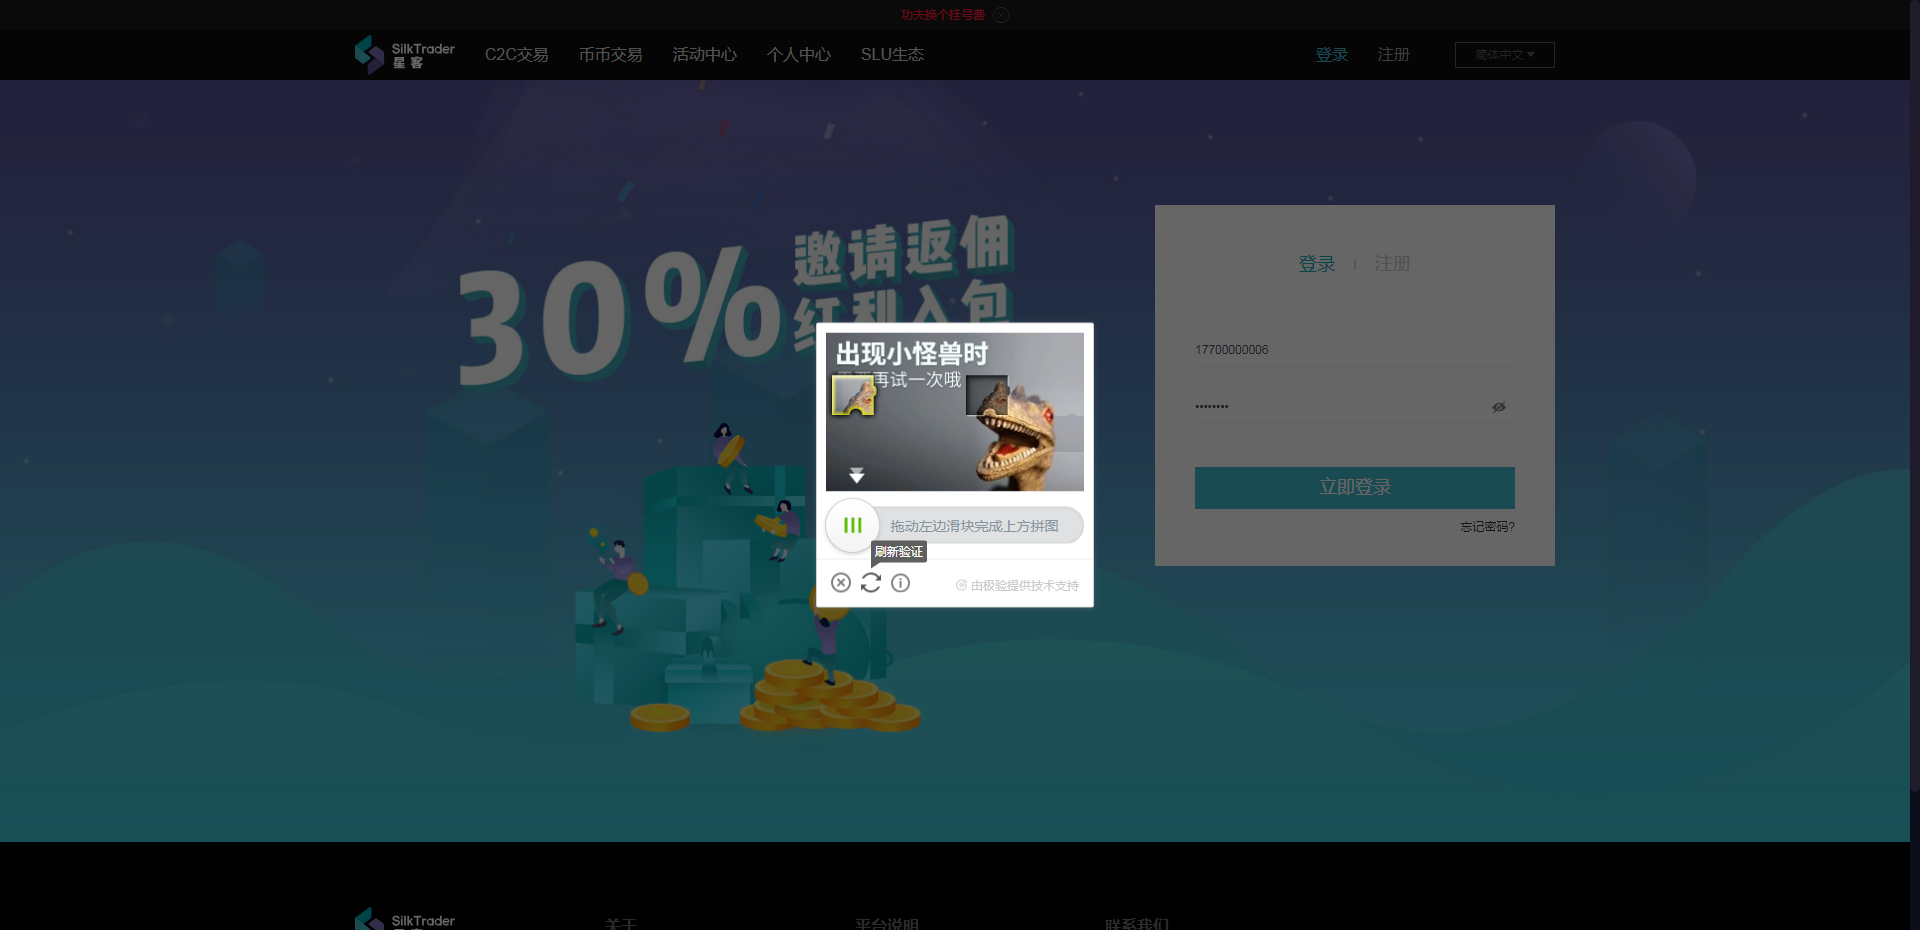 功夫换个挂号费
SilkTrader
星客
C2C交易
币币交易
活动中心
个人中心
SLU生态
登录
注册
简体中文
30%
邀请返佣
红利入包
登录
注册
17700000006
••••••••
立即登录
忘记密码?
出现小怪兽时
再试一次哦
拖动左边滑块完成上方拼图
刷新验证
由极验提供技术支持
SilkTrader
关于
平台说明
联系我们